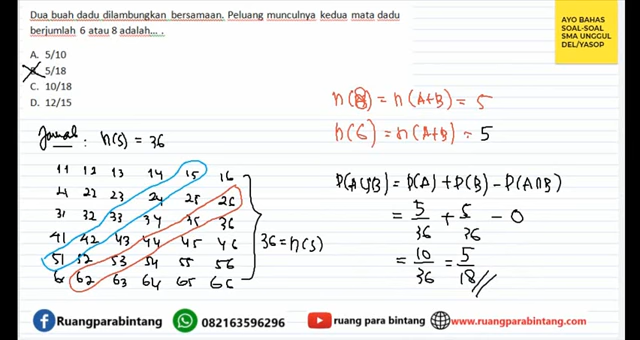 Dua buah dadu dilambungkan bersamaan. Peluang munculnya kedua mata dadu
berjumlah 6 atau 8 adalah... .
A. 5/10
B. 5/18
C. 10/18
D. 12/15
AYO BAHAS
SOAL-SOAL
SMA UNGGUL
DEL/YASOP
Jawab : n(S) = 36
11 12 13 14 15 16
21 22 23 24 25 26
31 32 33 34 35 36
41 42 43 44 45 46
51 52 53 54 55 56
62 63 64 65 66
36 = n(S)
n(8) = n(A+B) = 5
n(6) = n(A+B) = 5
P(A∪B) = P(A) + P(B) - P(A∩B)
= 5/36 + 5/36 - 0
= 10/36 = 5/18 //
Ruangparabintang
082163596296
ruang para bintang
www.ruangparabintang.com